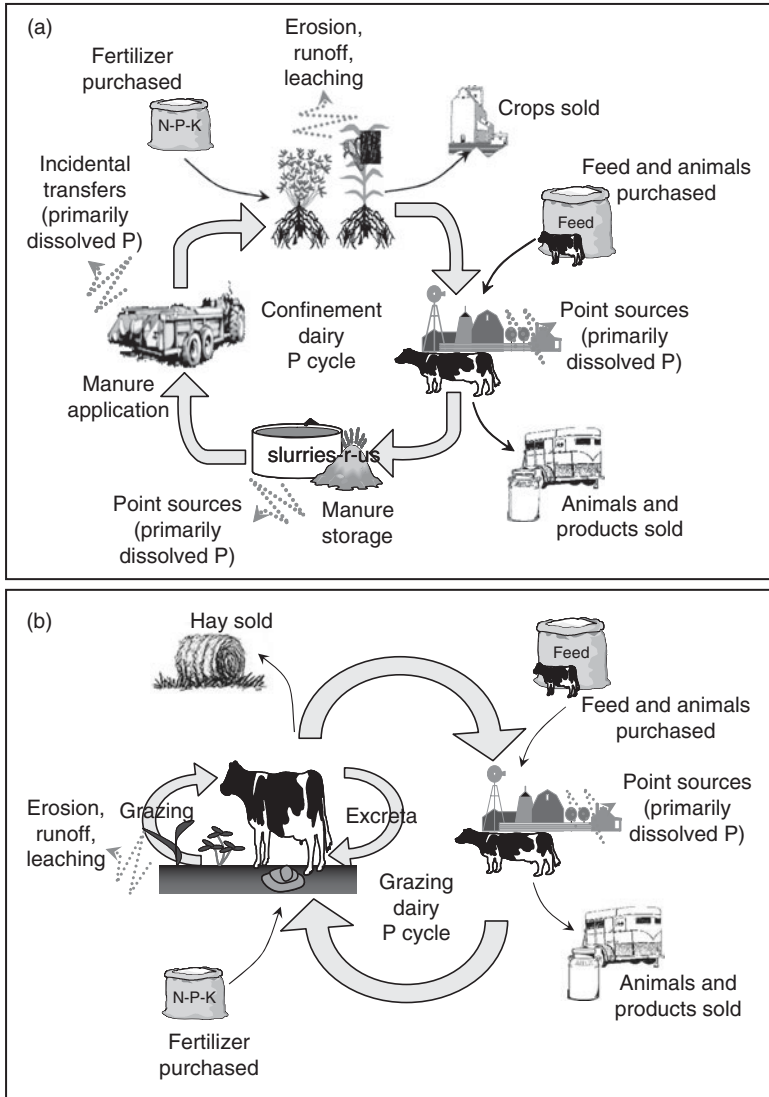 (a)
Erosion,
runoff,
leaching
Fertilizer
purchased
N-P-K
Crops sold
Incidental
transfers
(primarily
dissolved P)
Feed and animals
purchased
Feed
Confinement
dairy
P cycle
Point sources
(primarily
dissolved P)
Manure
application
slurries-r-us
Point sources
(primarily
dissolved P)
Manure
storage
Animals and
products sold
(b)
Hay sold
Feed
Feed and animals
purchased
Erosion,
runoff,
leaching
Grazing
Excreta
Point sources
(primarily
dissolved P)
Grazing
dairy
P cycle
N-P-K
Fertilizer
purchased
Animals and
products sold